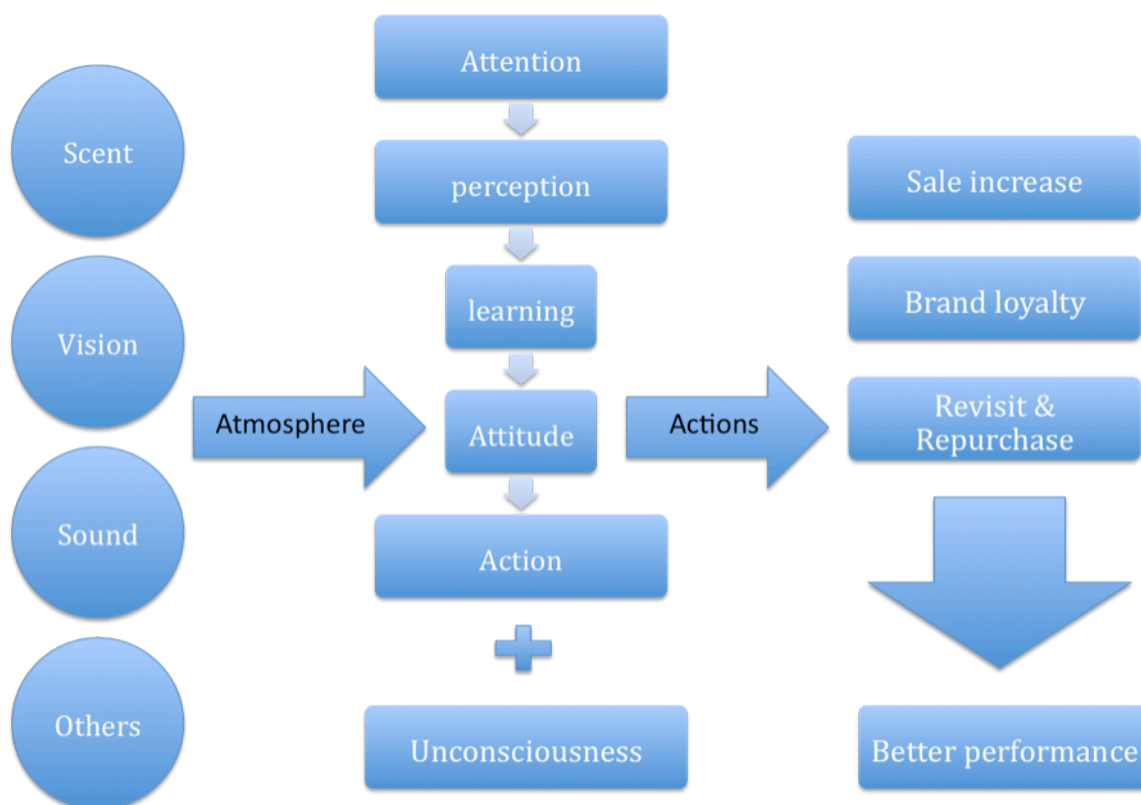 Scent
Vision
Sound
Others
Atmosphere
Attention
perception
learning
Attitude
Action
Unconsciousness
Actions
Sale increase
Brand loyalty
Revisit &
Repurchase
Better performance